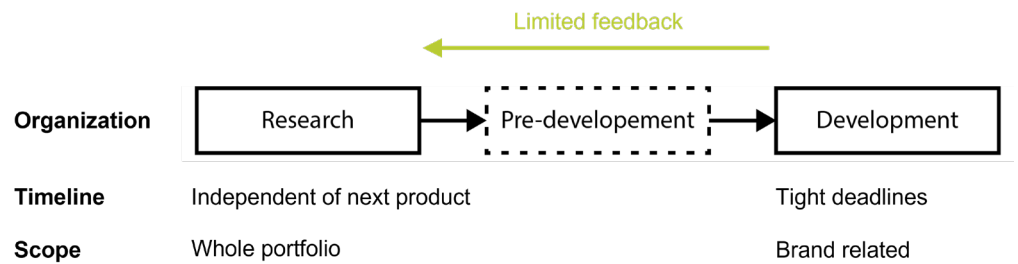 Limited feedback
Organization Research Pre-developement Development
Timeline Independent of next product Tight deadlines
Scope Whole portfolio Brand related